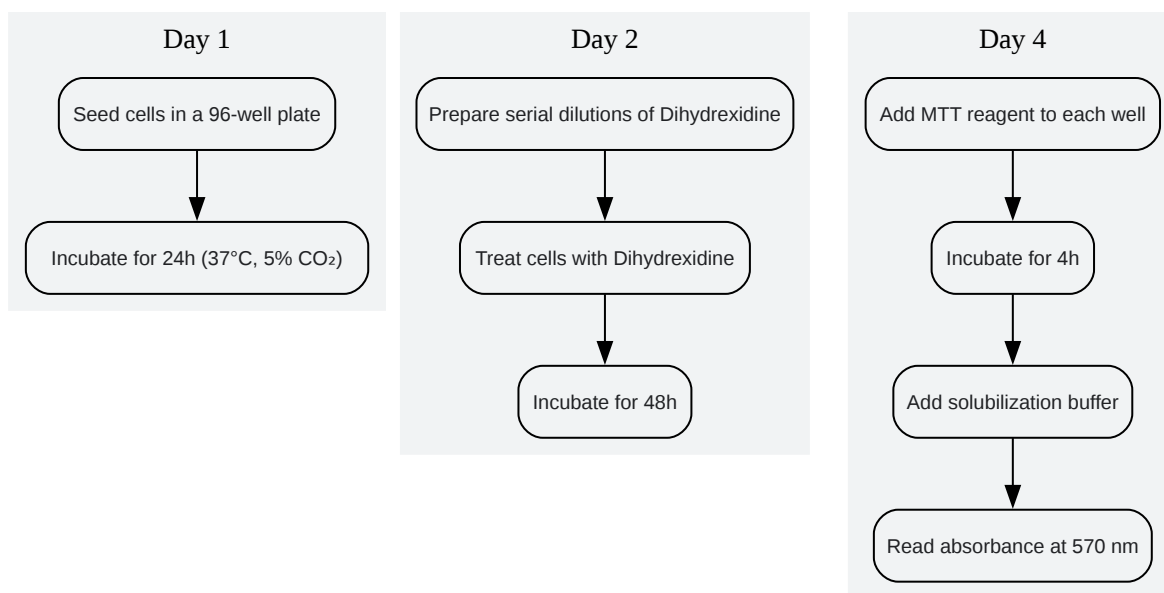 Day 1
Seed cells in a 96-well plate
Incubate for 24h (37°C, 5% CO₂)
Day 2
Prepare serial dilutions of Dihydrexidine
Treat cells with Dihydrexidine
Incubate for 48h
Day 4
Add MTT reagent to each well
Incubate for 4h
Add solubilization buffer
Read absorbance at 570 nm